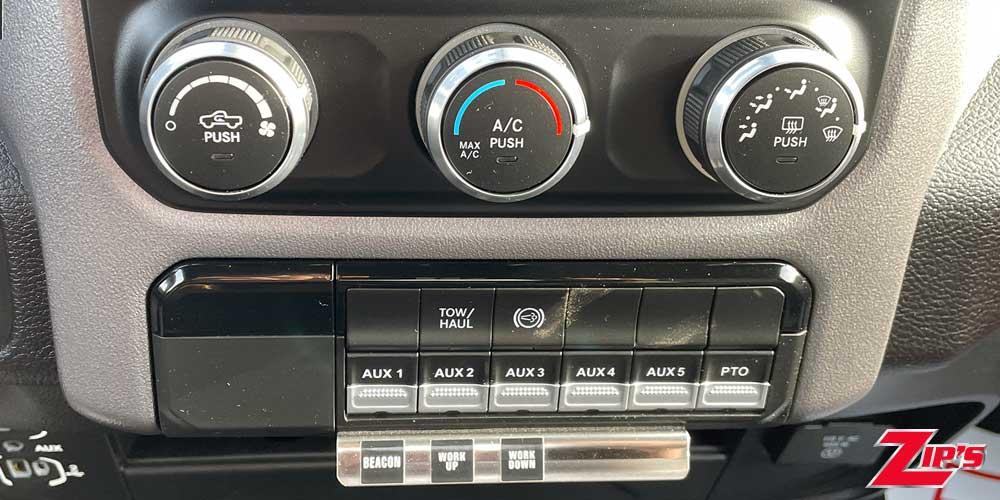 PUSH
A/C
PUSH
MAX
A/C
PUSH
TOW/
HAUL
AUX 1 AUX 2 AUX 3 AUX 4 AUX 5 PTO
BEACON WORK UP WORK DOWN
AUX
ZIP'S